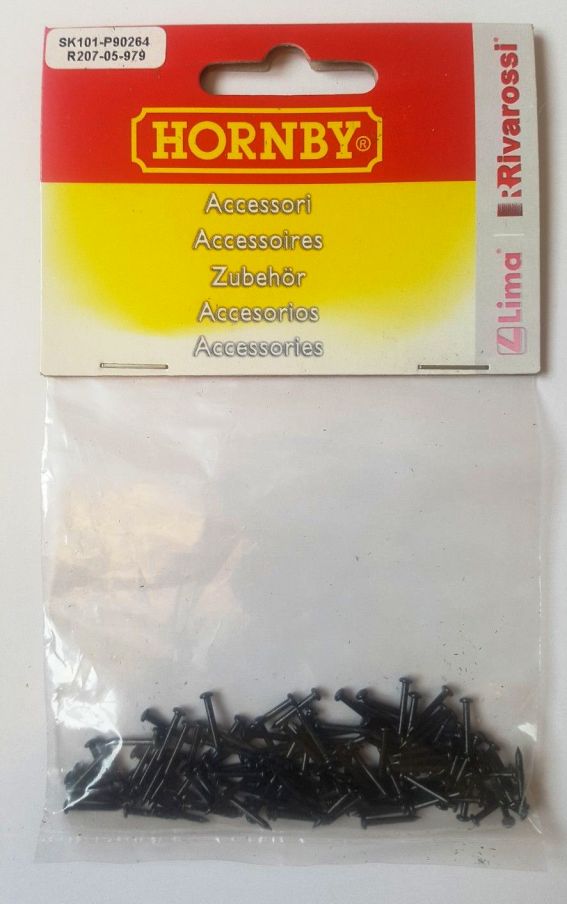 SK101-P90264
R207-05-979
HORNBY®
Accessori
Accessoires
Zubehör
Accesorios
Accessories
Lima®
Rivarossi®